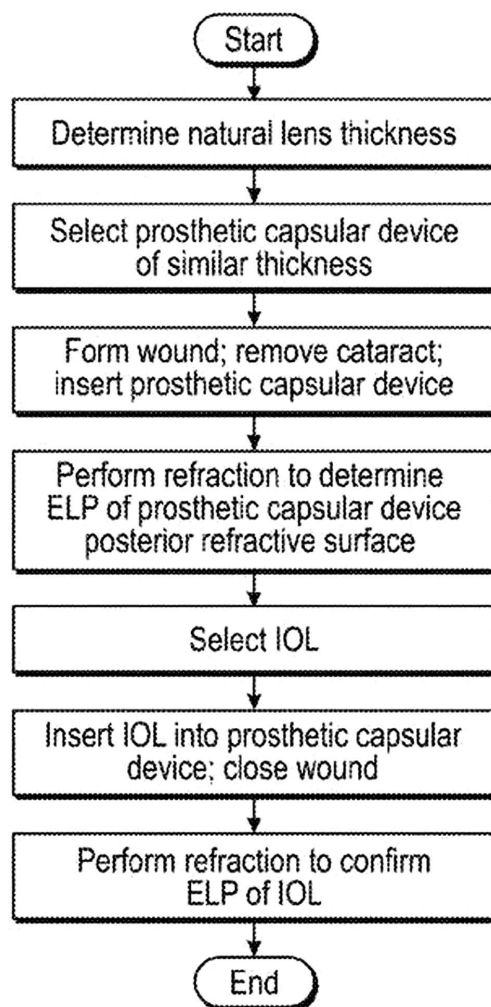 Start
Determine natural lens thickness
Select prosthetic capsular device
of similar thickness
Form wound; remove cataract;
insert prosthetic capsular device
Perform refraction to determine
ELP of prosthetic capsular device
posterior refractive surface
Select IOL
Insert IOL into prosthetic capsular
device; close wound
Perform refraction to confirm
ELP of IOL
End